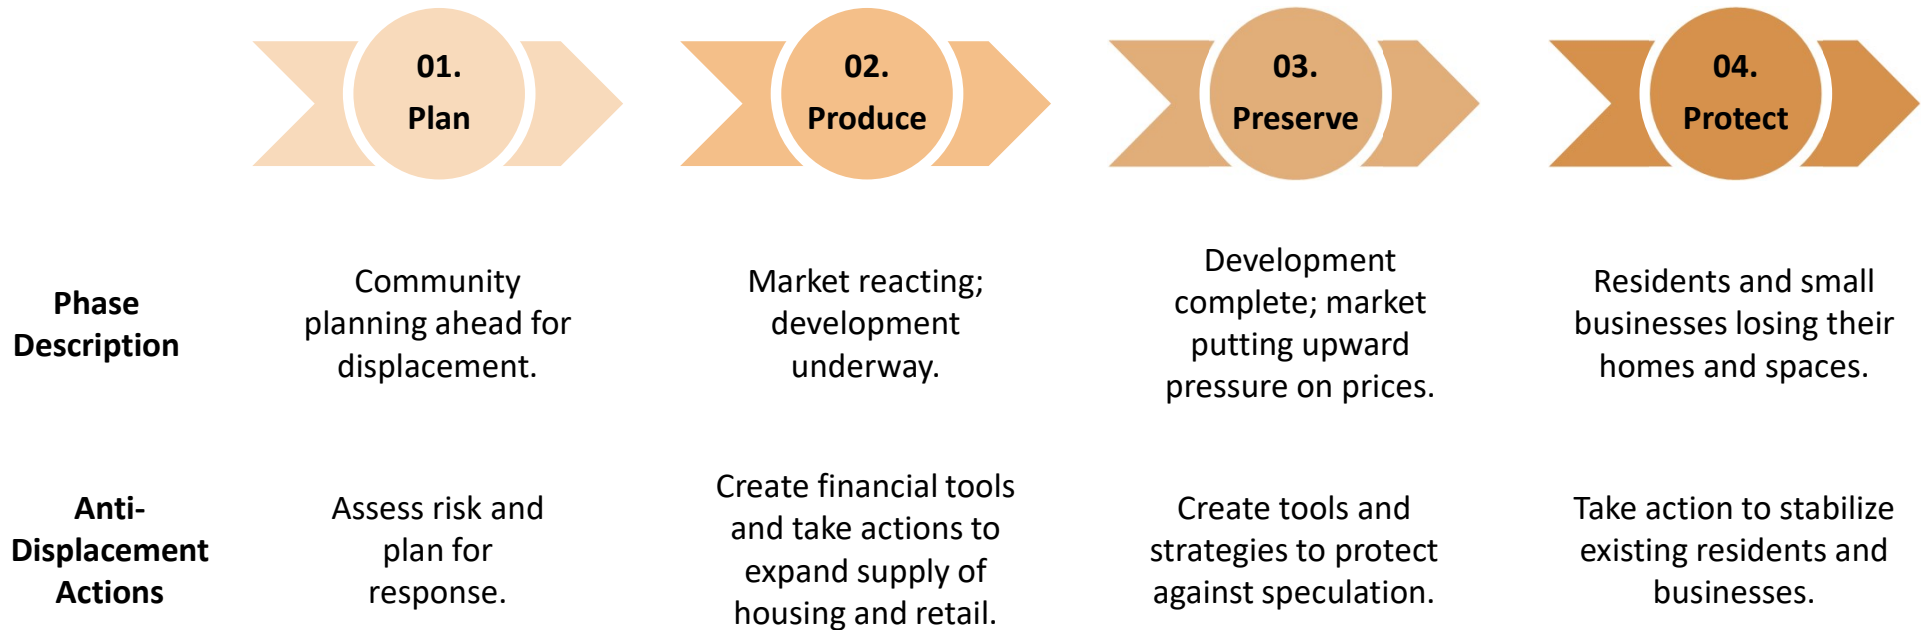 01.
Plan
02.
Produce
03.
Preserve
04.
Protect
Phase
Description
Community
planning ahead for
displacement.
Market reacting;
development
underway.
Development
complete; market
putting upward
pressure on prices.
Residents and small
businesses losing their
homes and spaces.
Anti-
Displacement
Actions
Assess risk and
plan for
response.
Create financial tools
and take actions to
expand supply of
housing and retail.
Create tools and
strategies to protect
against speculation.
Take action to stabilize
existing residents and
businesses.